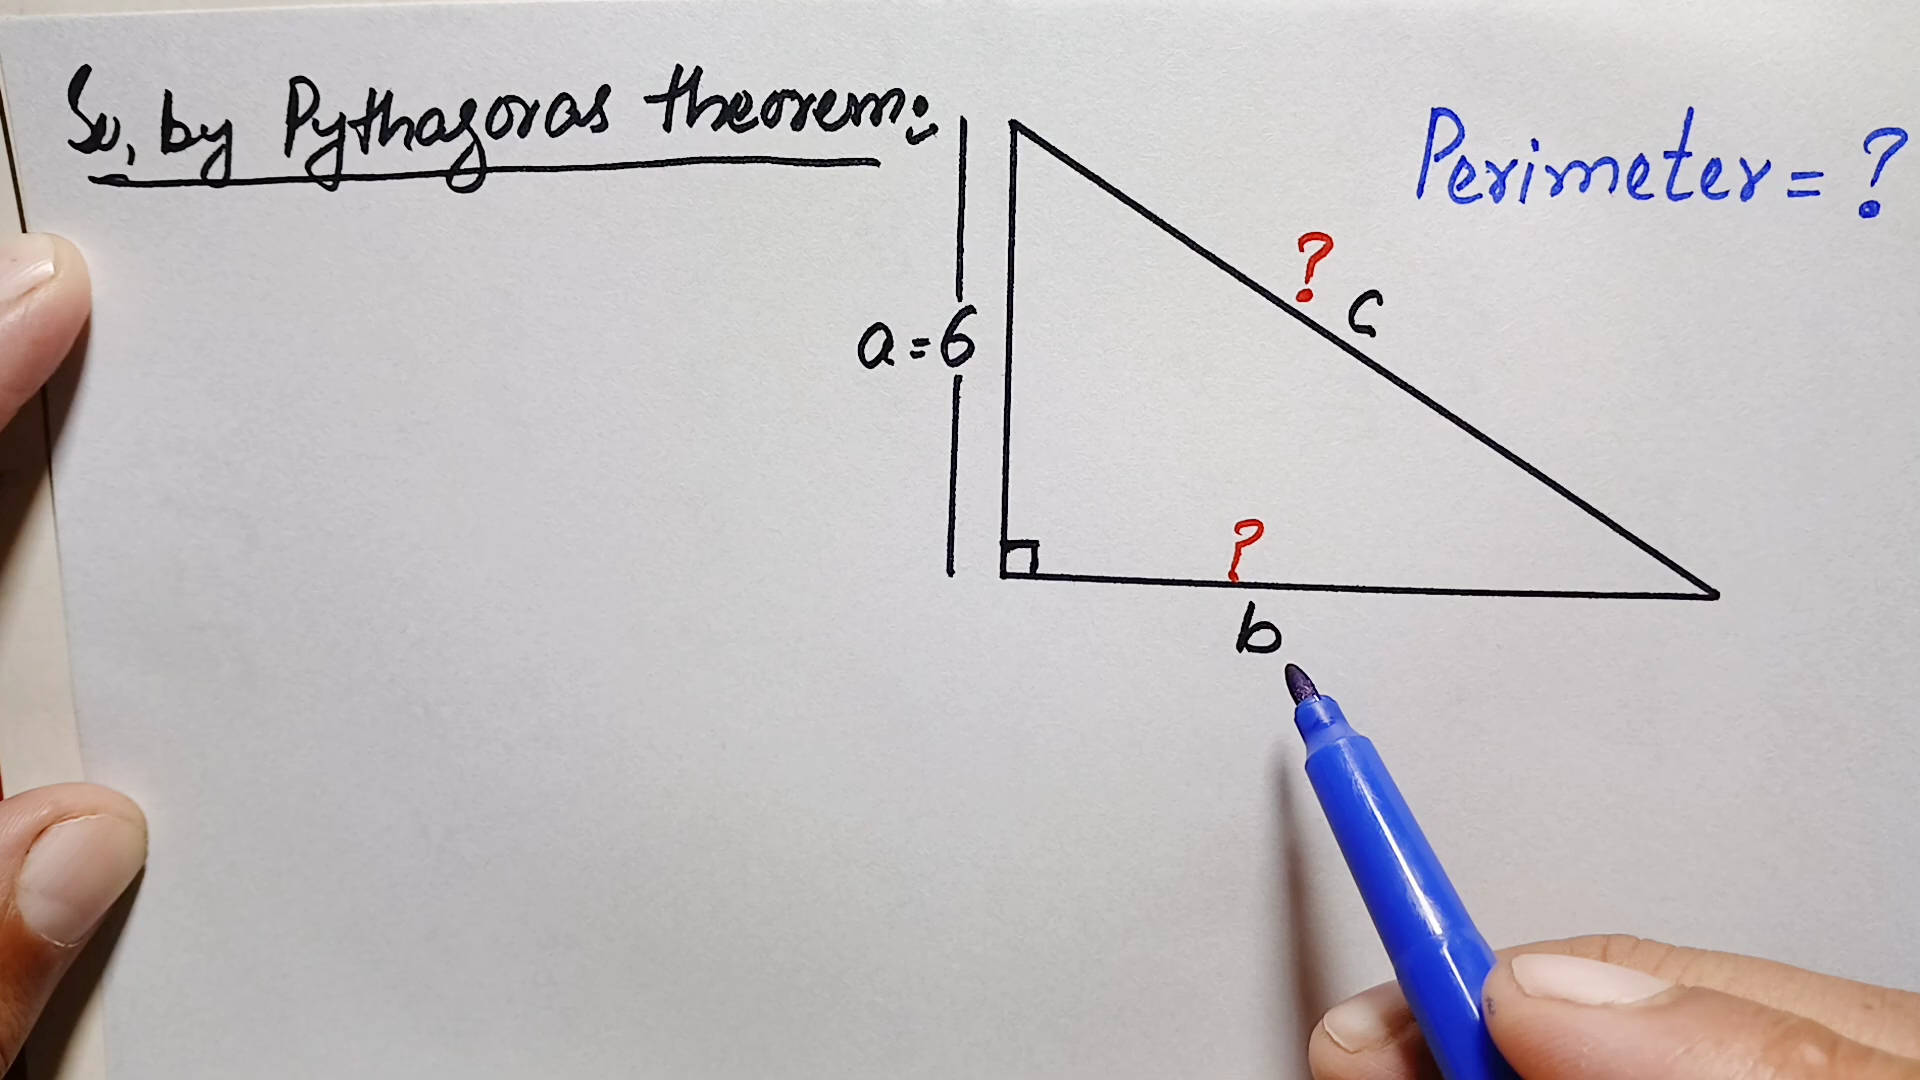 So, by Pythagoras theorem:
Perimeter = ?
? c
a = 6
?
b